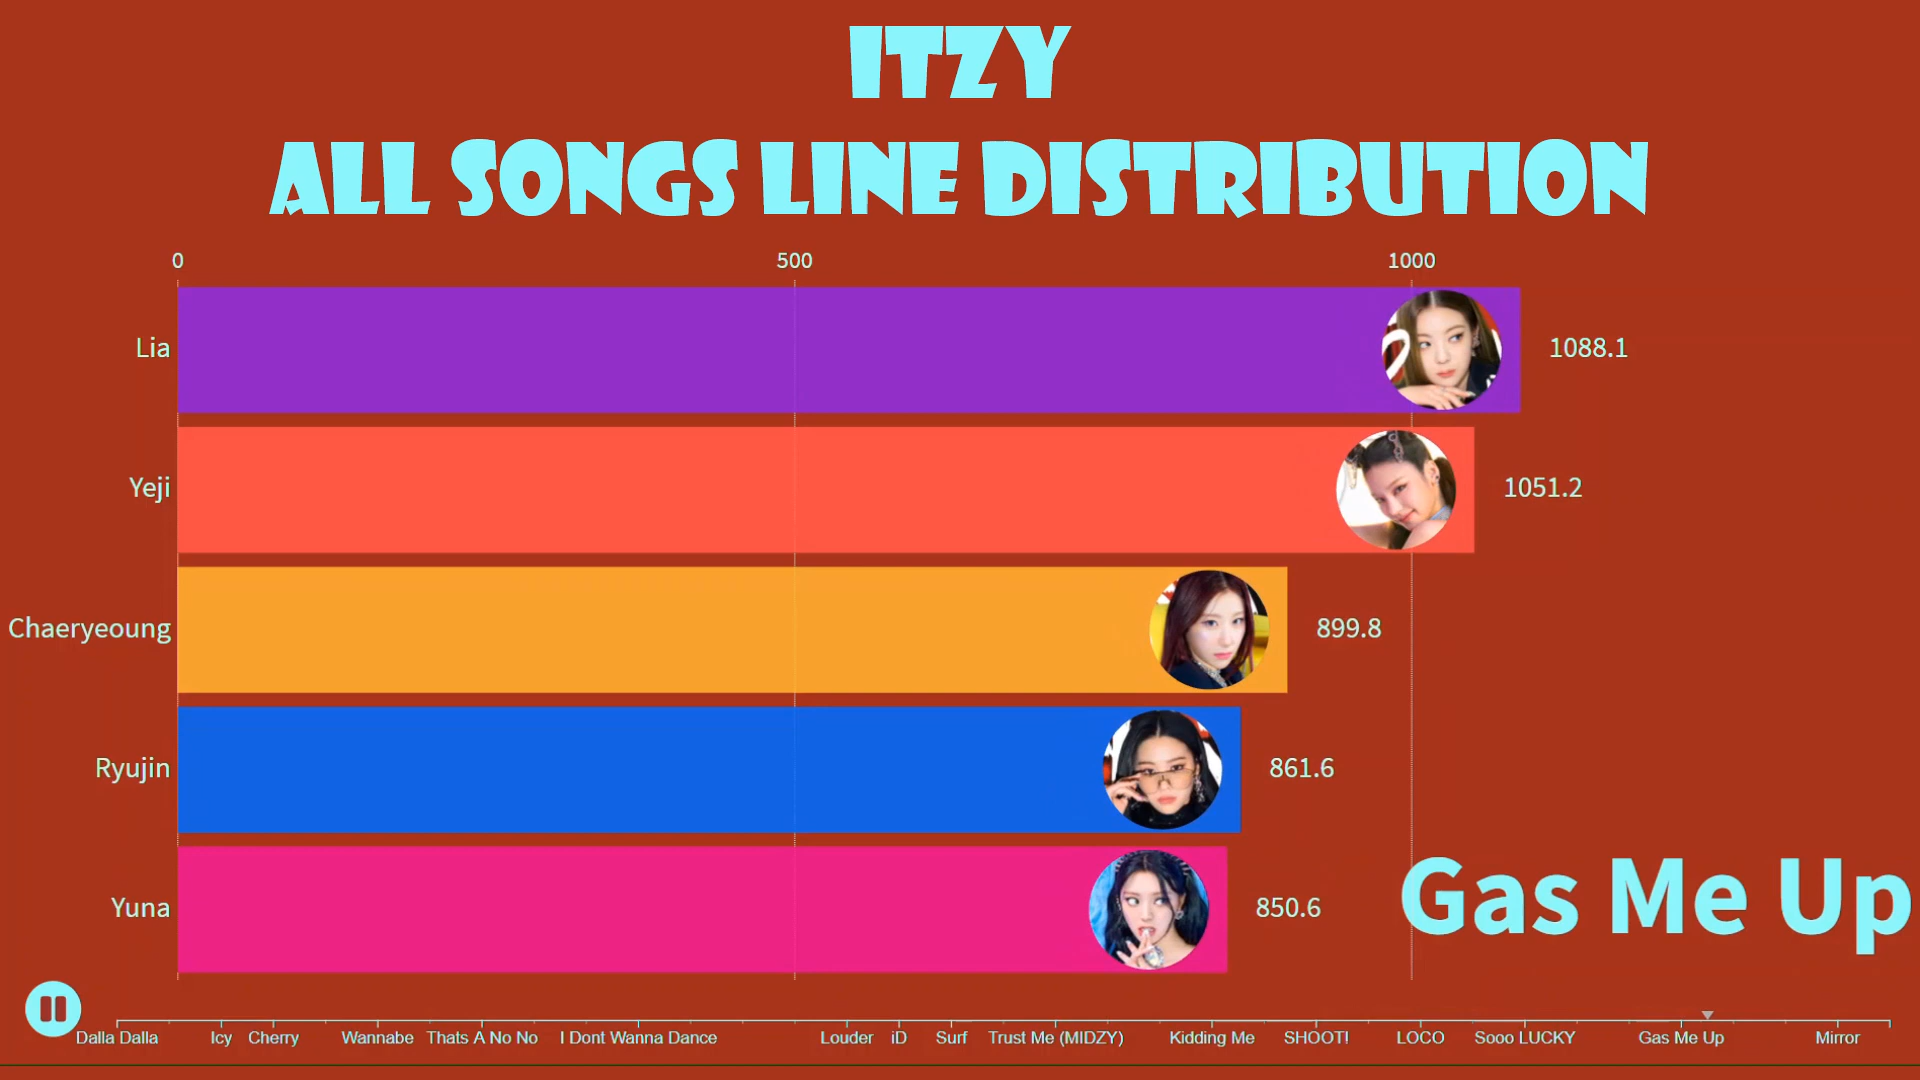 ITZY
ALL SONGS LINE DISTRIBUTION
0 500 1000
Lia 1088.1
Yeji 1051.2
Chaeryeoung 899.8
Ryujin 861.6
Yuna 850.6
Gas Me Up
Dalla Dalla Icy Cherry Wannabe Thats A No No I Dont Wanna Dance Louder iD Surf Trust Me (MIDZY) Kidding Me SHOOT! LOCO Sooo LUCKY Gas Me Up Mirror